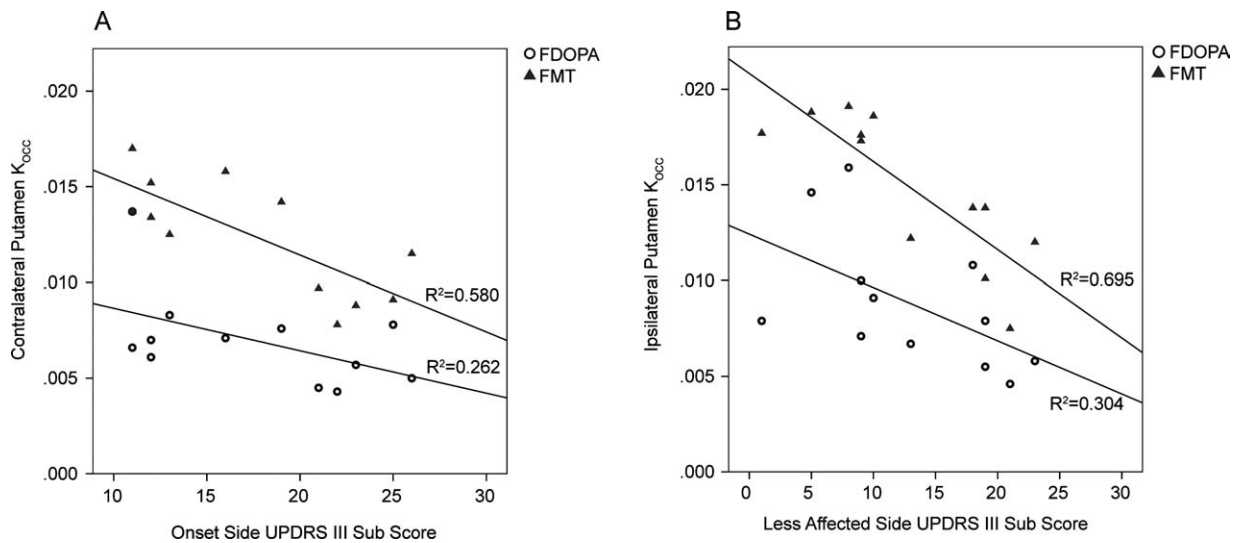 A
FDOPA
FMT
Contralateral Putamen Kocc
.020
.015
.010
.005
.000
R²=0.580
R²=0.262
10 15 20 25 30
Onset Side UPDRS III Sub Score
B
FDOPA
FMT
Ipsilateral Putamen Kocc
.020
.015
.010
.005
.000
R²=0.695
R²=0.304
0 5 10 15 20 25 30
Less Affected Side UPDRS III Sub Score